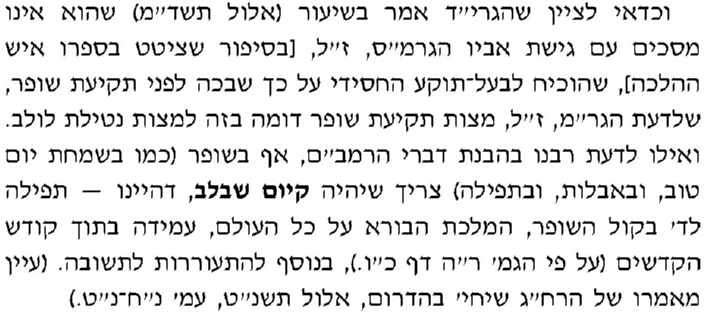 וכדאי לציין שהגרי״ד אמר בשיעור (אלול תשד״מ) שהוא אינו
מסכים עם גישת אביו הגרמ״ס, ז״ל, [בסיפור שציטט בספרו איש
ההלכה], שהוכיח לבעל־תוקע החסידי על כך שבכה לפני תקיעת שופר,
שלדעת הגר״מ, ז״ל, מצות תקיעת שופר דומה בזה למצות נטילת לולב.
ואילו לדעת רבנו בהבנת דברי הרמב״ם, אף בשופר (כמו בשמחת יום
טוב, ובאבלות, ובתפילה) צריך שיהיה קיום שבלב, דהיינו — תפילה
לד׳ בקול השופר, המלכת הבורא על כל העולם, עמידה בתוך קודש
הקדשים (על פי הגמ׳ ר״ה דף כ״ו.), בנוסף להתעוררות לתשובה. (עיין
מאמרו של הרח״ג שיחי׳ בהדרום, אלול תשנ״ט, עמ׳ נ״ח־נ״ט.)